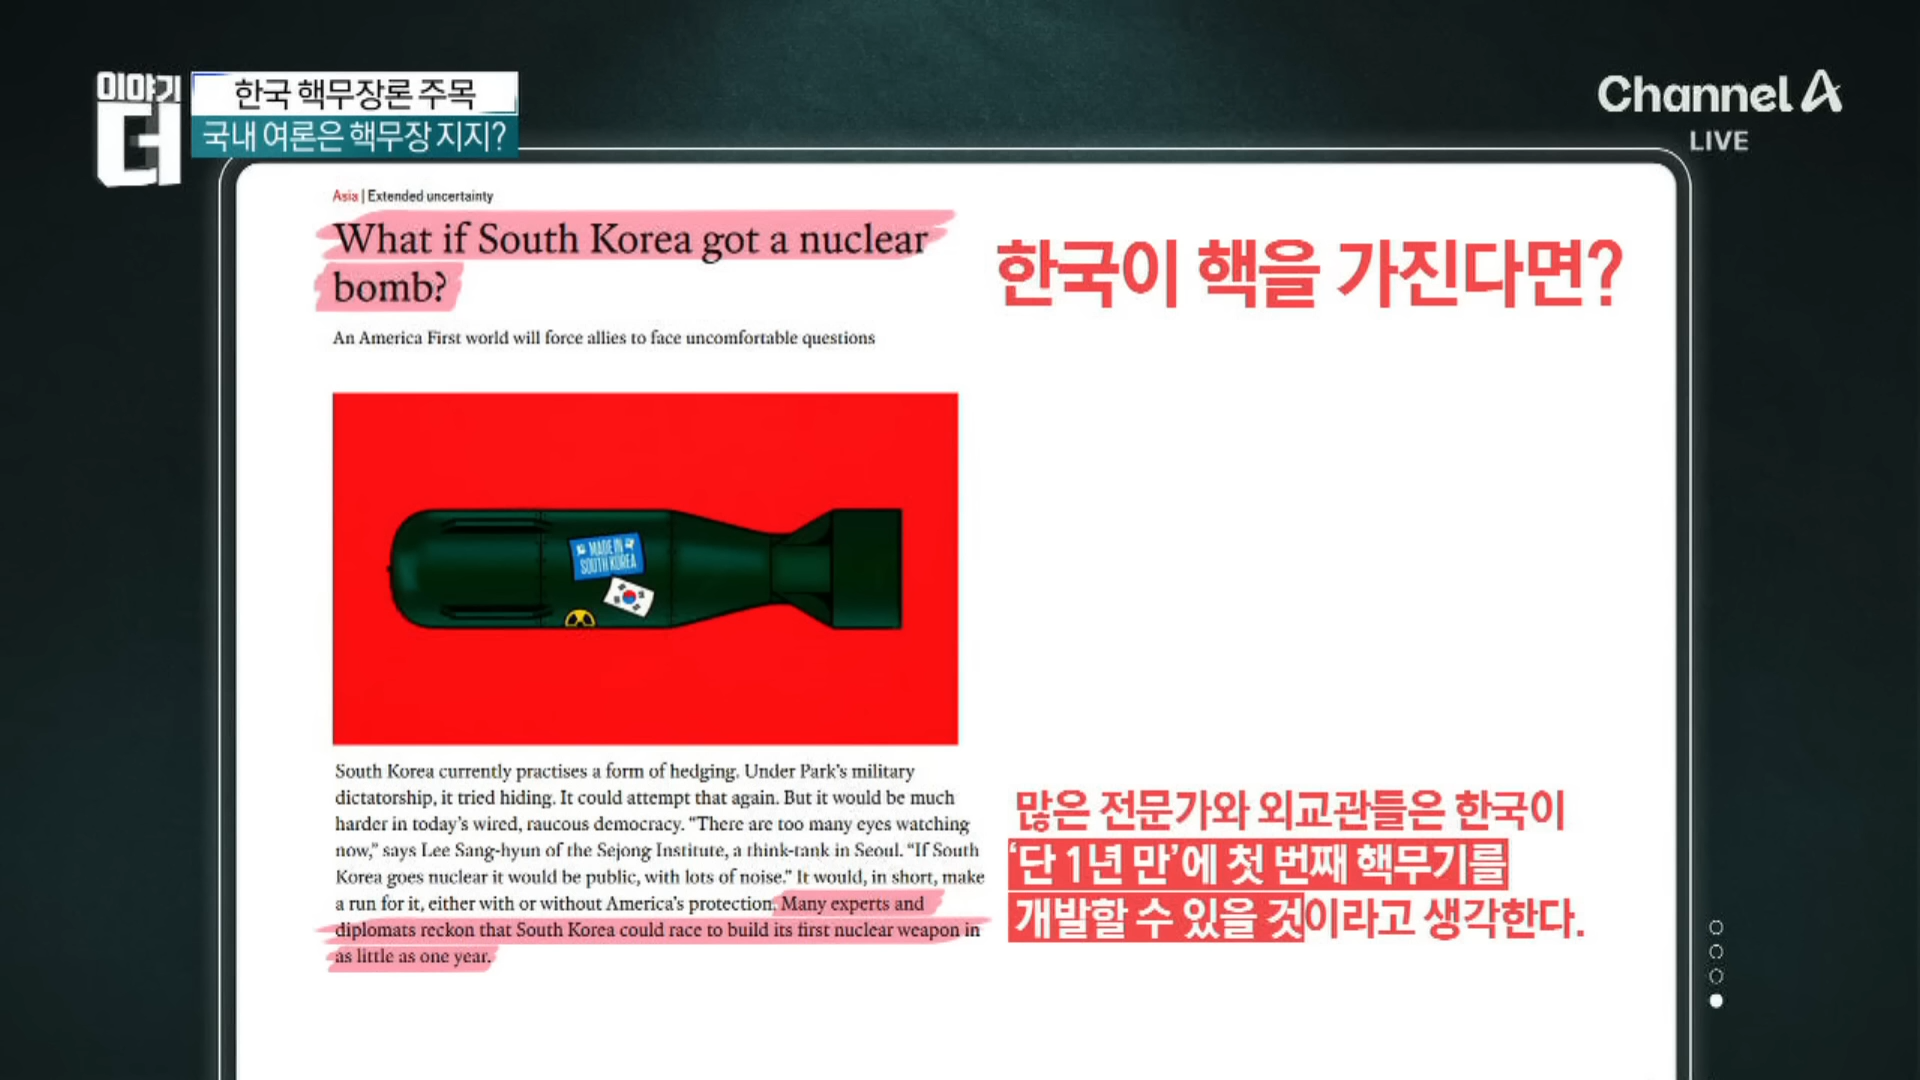 이야기
더
한국 핵무장론 주목
국내 여론은 핵무장 지지?
Channel A
LIVE
Asia | Extended uncertainty
What if South Korea got a nuclear
bomb?
An America First world will force allies to face uncomfortable questions
한국이 핵을 가진다면?
MADE IN
SOUTH KOREA
South Korea currently practises a form of hedging. Under Park's military
dictatorship, it tried hiding. It could attempt that again. But it would be much
harder in today's wired, raucous democracy. “There are too many eyes watching
now,” says Lee Sang-hyun of the Sejong Institute, a think-tank in Seoul. “If South
Korea goes nuclear it would be public, with lots of noise.” It would, in short, make
a run for it, either with or without America's protection. Many experts and
diplomats reckon that South Korea could race to build its first nuclear weapon in
as little as one year.
많은 전문가와 외교관들은 한국이
‘단 1년 만’에 첫 번째 핵무기를
개발할 수 있을 것이라고 생각한다.